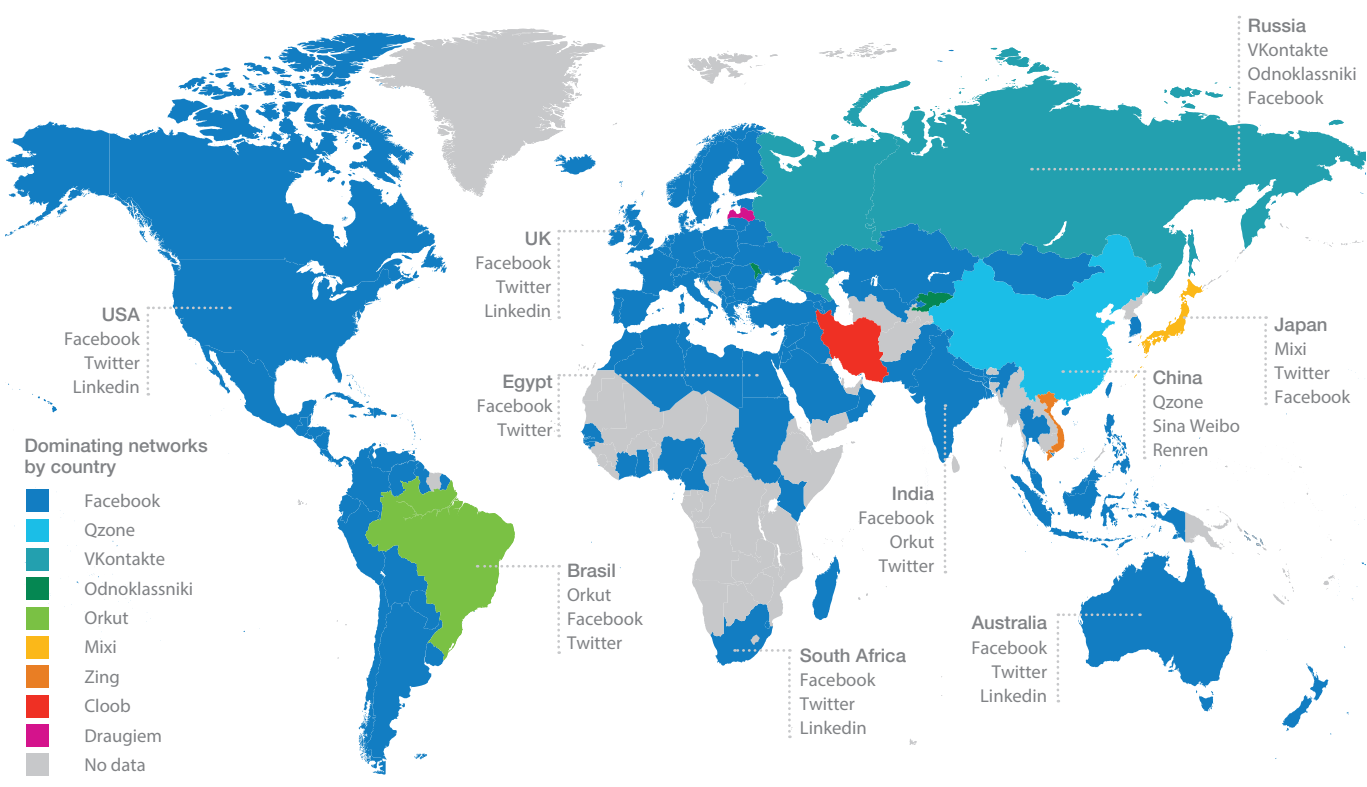 Russia
VKontakte
Odnoklassniki
Facebook
UK
Facebook
Twitter
Linkedin
USA
Facebook
Twitter
Linkedin
Japan
Mixi
Twitter
Facebook
Egypt
Facebook
Twitter
China
Qzone
Sina Weibo
Renren
Dominating networks
by country
Facebook
Qzone
VKontakte
Odnoklassniki
Orkut
Mixi
Zing
Cloob
Draugiem
No data
India
Facebook
Orkut
Twitter
Brasil
Orkut
Facebook
Twitter
Australia
Facebook
Twitter
Linkedin
South Africa
Facebook
Twitter
Linkedin